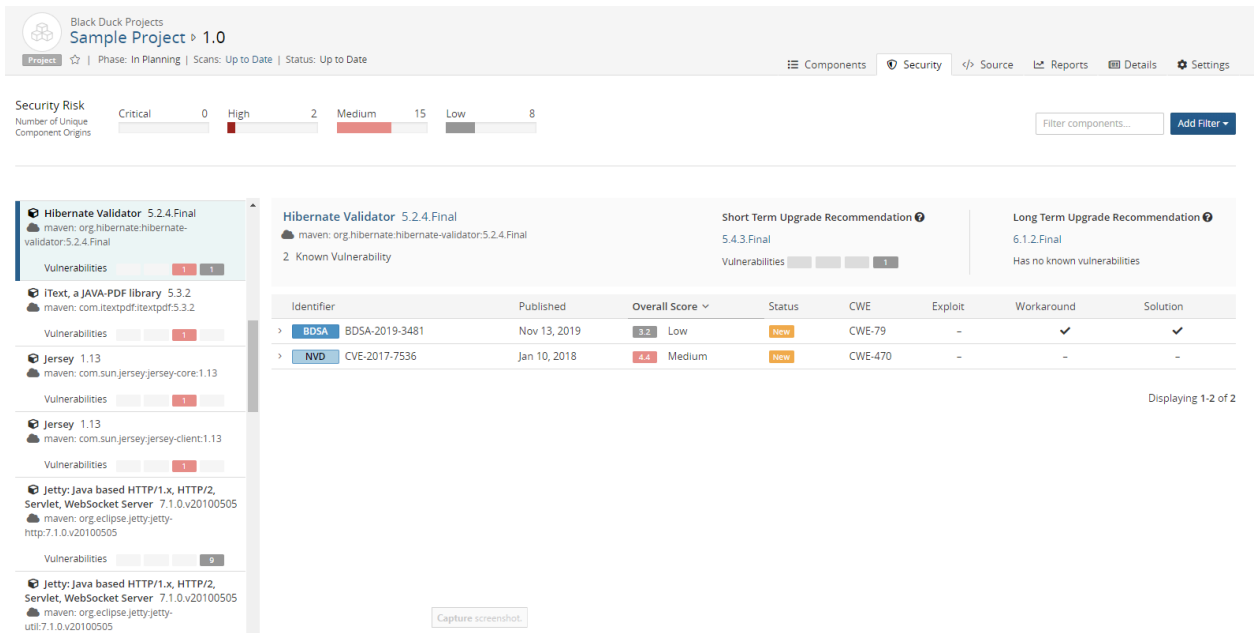 Black Duck Projects
Sample Project 1.0
Project | Phase: In Planning | Scans: Up to Date | Status: Up to Date
Components Security Source Reports Details Settings
Security Risk
Number of Unique
Component Origins
Critical 0 High 2 Medium 15 Low 8
Filter components... Add Filter
Hibernate Validator 5.2.4.Final
maven: org.hibernate:hibernate-
validator:5.2.4.Final
Vulnerabilities 1 1
iText, a JAVA-PDF library 5.3.2
maven: com.itextpdf:itextpdf:5.3.2
Vulnerabilities 1
Jersey 1.13
maven: com.sun.jersey:jersey-core:1.13
Vulnerabilities 1
Jersey 1.13
maven: com.sun.jersey:jersey-client:1.13
Vulnerabilities 1
Jetty: Java based HTTP/1.x, HTTP/2,
Servlet, WebSocket Server 7.1.0.v20100505
maven: org.eclipse.jetty:jetty-
http:7.1.0.v20100505
Vulnerabilities 9
Jetty: Java based HTTP/1.x, HTTP/2,
Servlet, WebSocket Server 7.1.0.v20100505
maven: org.eclipse.jetty:jetty-
util:7.1.0.v20100505
Hibernate Validator 5.2.4.Final
maven: org.hibernate:hibernate-validator:5.2.4.Final
2 Known Vulnerability
Short Term Upgrade Recommendation
5.4.3.Final
Vulnerabilities 1
Long Term Upgrade Recommendation
6.1.2.Final
Has no known vulnerabilities
Identifier Published Overall Score Status CWE Exploit Workaround Solution
BDSA BDSA-2019-3481 Nov 13, 2019 3.2 Low New CWE-79 –
NVD CVE-2017-7536 Jan 10, 2018 4.4 Medium New CWE-470 – – –
Displaying 1-2 of 2
Capture screenshot.